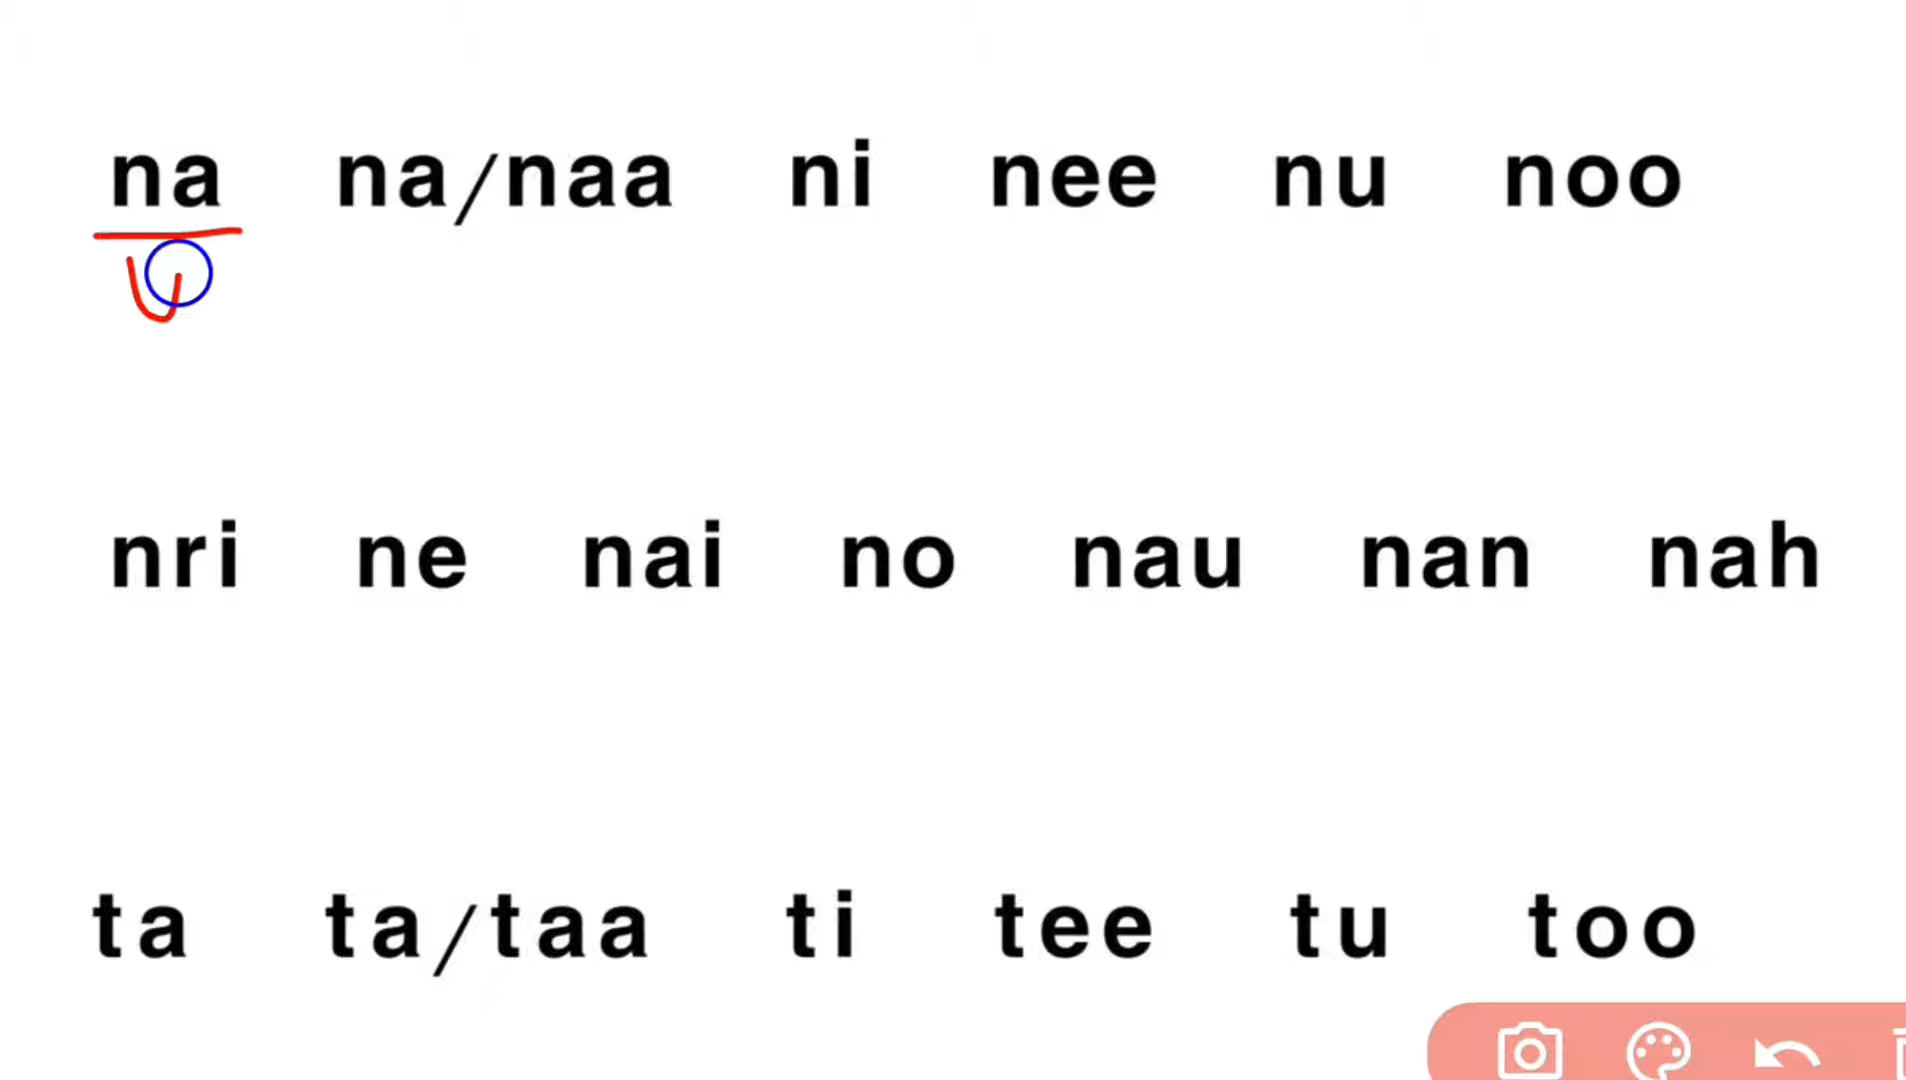 na na/naa ni nee nu noo
nri ne nai no nau nan nah
ta ta/taa ti tee tu too